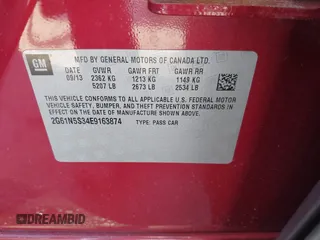 GM
MFD BY GENERAL MOTORS OF CANADA LTD.
DATE GVWR GAWR FRT GAWR RR
09/13 2362 KG 1213 KG 1149 KG
5207 LB 2673 LB 2534 LB
THIS VEHICLE CONFORMS TO ALL APPLICABLE
U.S. FEDERAL MOTOR VEHICLE SAFETY, BUMPER,
AND THEFT PREVENTION STANDARDS IN EFFECT
ON THE DATE OF MANUFACTURE SHOWN ABOVE.
2G61N5S34E9163874 TYPE: PASS CAR
DREAMBID